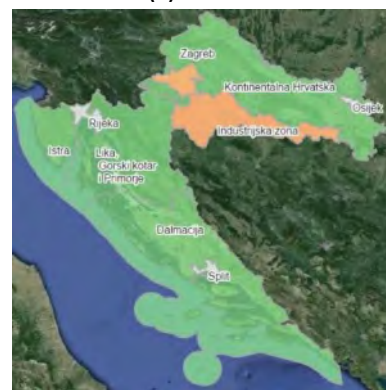 Zagreb
Kontinentalna Hrvatska
Osijek
Industrijska zona
Rijeka
Istra
Lika,
Gorski kotar
i Primorje
Dalmacija
Split